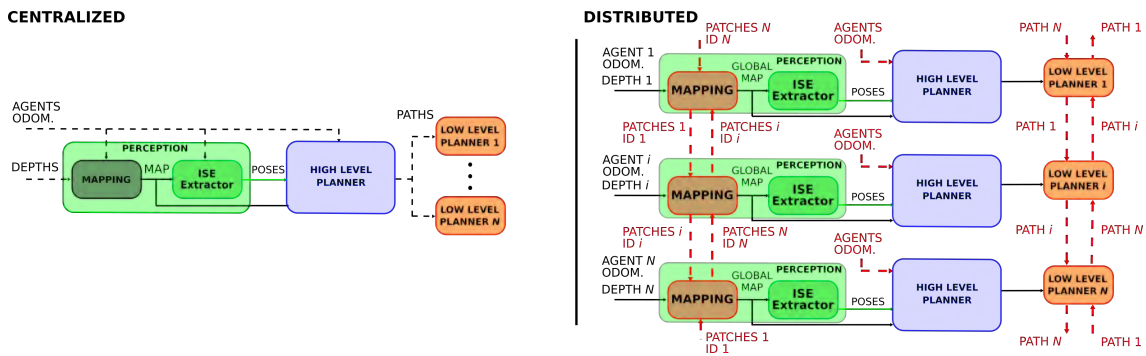 CENTRALIZED
AGENTS
ODOM.
DEPTHS
PERCEPTION
MAPPING
MAP
ISE
Extractor
POSES
HIGH LEVEL
PLANNER
PATHS
LOW LEVEL
PLANNER 1
LOW LEVEL
PLANNER N
DISTRIBUTED
PATCHES N
ID N
AGENT 1
ODOM.
DEPTH 1
PERCEPTION
MAPPING
GLOBAL
MAP
ISE
Extractor
POSES
AGENTS
ODOM.
HIGH LEVEL
PLANNER
PATH N
PATH 1
LOW LEVEL
PLANNER 1
PATCHES 1
ID 1
PATCHES i
ID i
PATH 1
PATH i
AGENT i
ODOM.
DEPTH i
PERCEPTION
MAPPING
GLOBAL
MAP
ISE
Extractor
POSES
AGENTS
ODOM.
HIGH LEVEL
PLANNER
LOW LEVEL
PLANNER i
PATCHES i
ID i
PATCHES N
ID N
PATH i
PATH N
AGENT N
ODOM.
DEPTH N
PERCEPTION
MAPPING
GLOBAL
MAP
ISE
Extractor
POSES
AGENTS
ODOM.
HIGH LEVEL
PLANNER
LOW LEVEL
PLANNER N
PATCHES 1
ID 1
PATH N
PATH 1